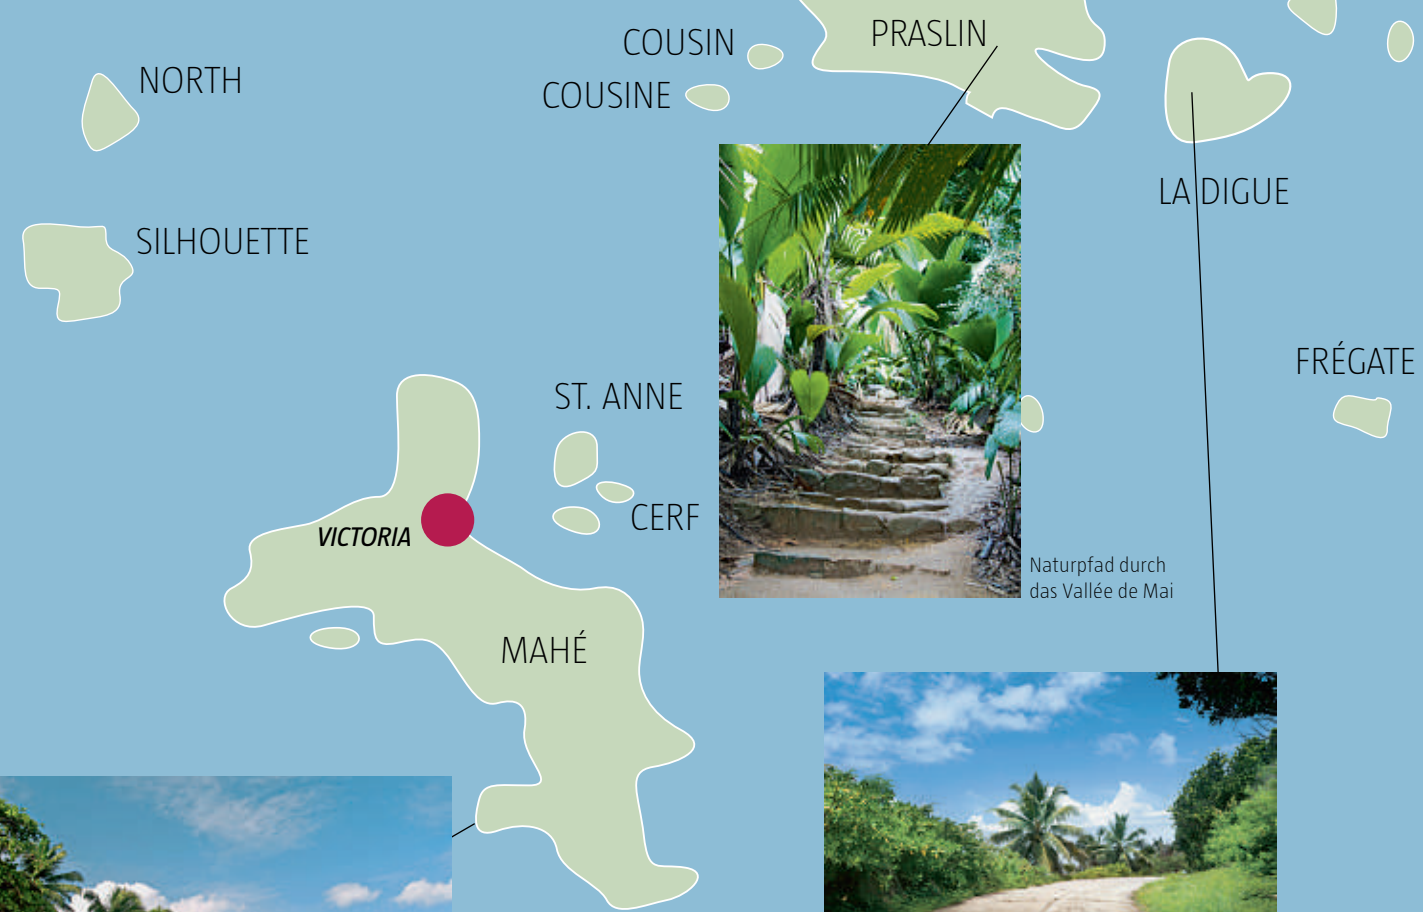 PRASLIN
COUSIN
NORTH
COUSINE
LA DIGUE
SILHOUETTE
FRÉGATE
ST. ANNE
CERF
VICTORIA
Naturpfad durch
das Vallée de Mai
MAHÉ